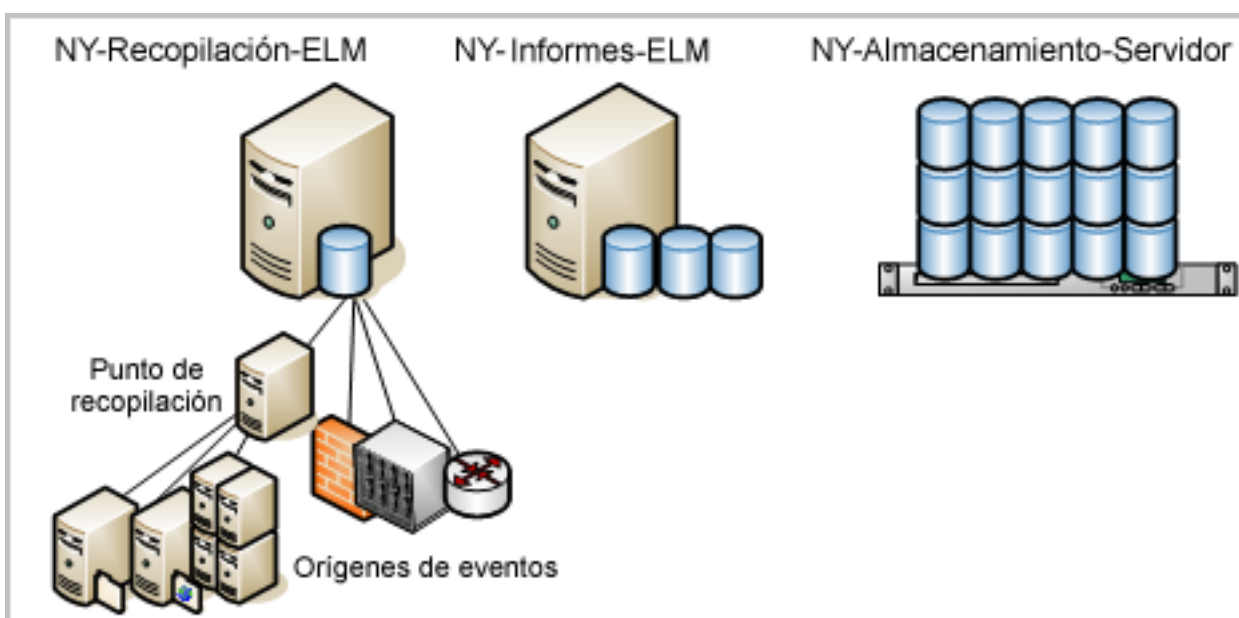 NY-Recopilación-ELM
NY-Informes-ELM
NY-Almacenamiento-Servidor
Punto de
recopilación
Orígenes de eventos